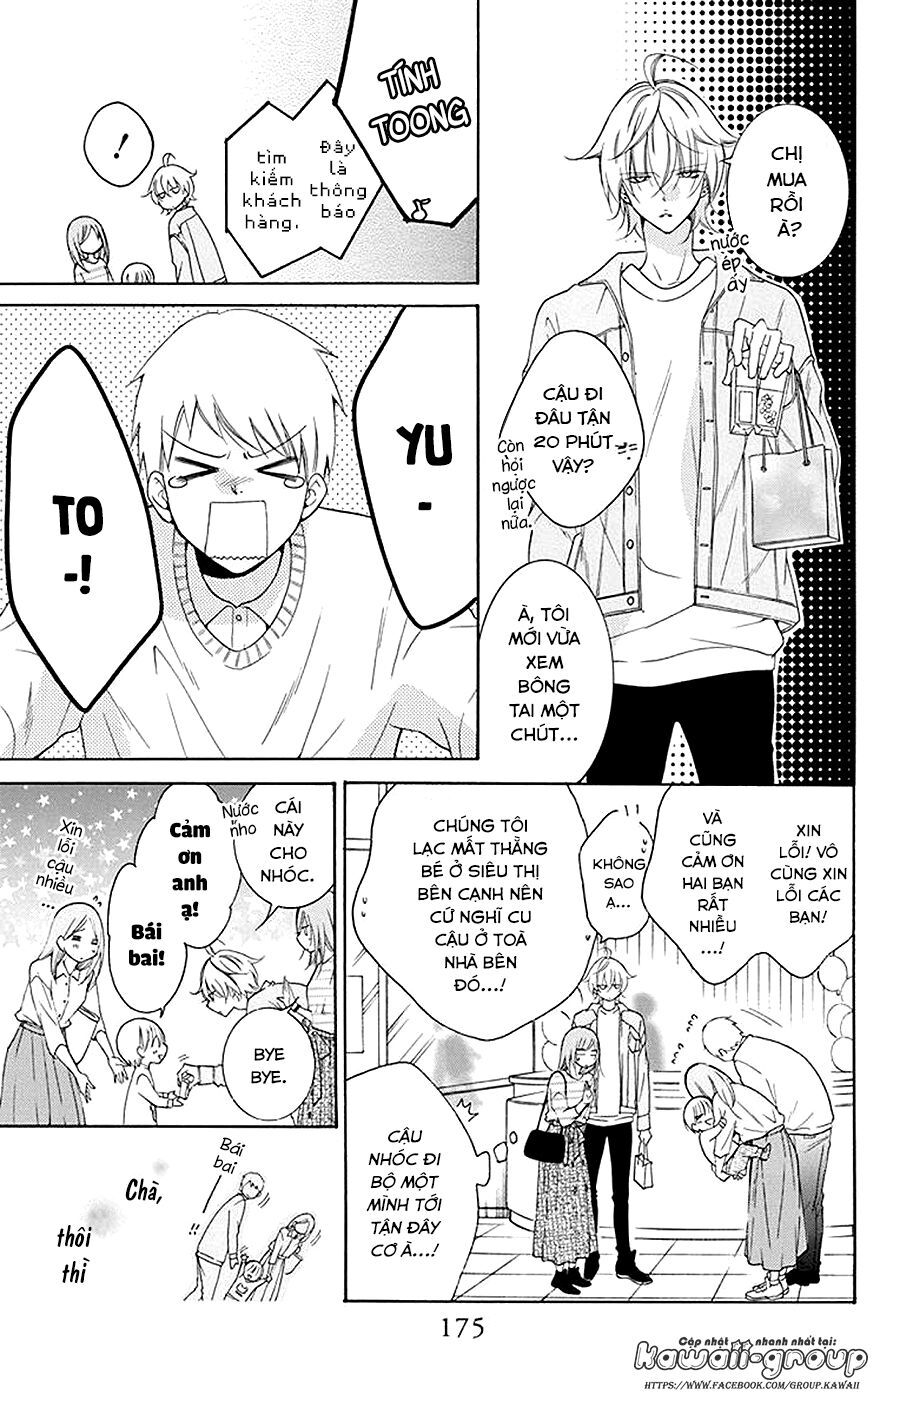 CHỊ
MUA
RỒI
À?
nước
ép
ấy
CẬU ĐI
ĐÂU TẬN
20 PHÚT
VẬY?
Còn
hỏi
ngược
lại
nữa.
À, TÔI
MỚI VỪA
XEM
BÔNG
TAI MỘT
CHÚT...
TÍNH
TOONG
Đây
là
thông
báo
tìm
kiếm
khách
hàng.
!
YU
-
TO
-!
XIN
LỖI! VÔ
CÙNG XIN
LỖI CÁC
BẠN!
VÀ
CŨNG
CẢM ƠN
HAI BẠN
RẤT
NHIỀU
...!
KHÔNG
SAO
Ạ...
CHÚNG TÔI
LẠC MẤT THẰNG
BÉ Ở SIÊU THỊ
BÊN CẠNH NÊN
CỨ NGHĨ CU
CẬU Ở TOÀ
NHÀ BÊN
ĐÓ...!
CẬU
NHÓC ĐI
BỘ MỘT
MÌNH TỚI
TẬN ĐÂY
CƠ À...!
CÁI
NÀY CHO
NHÓC.
Nước
nho
Cảm
ơn
anh
ạ!
Bái
bai!
Xin
lỗi
cậu
nhiều
...
BYE
BYE.
Bái
bai
Chà,
thôi
thì
175
Cập nhật nhanh nhất tại:
kawaii-group
HTTPS://WWW.FACEBOOK.COM/GROUP.KAWAII